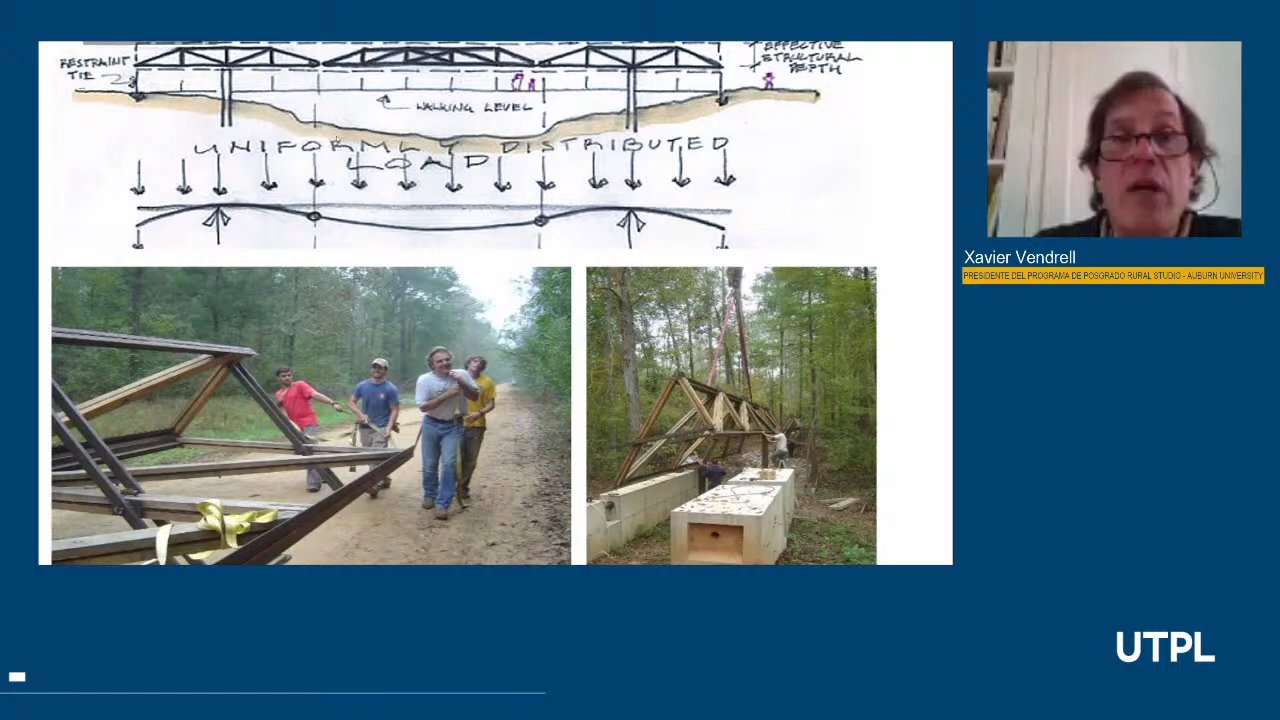 EFFECTIVE
RESTRAINT
TIE
STRUCTURAL
DEPTH
WALKING LEVEL
UNIFORMLY DISTRIBUTED
LOAD
Xavier Vendrell
PRESIDENTE DEL PROGRAMA DE POSGRADO RURAL STUDIO - AUBURN UNIVERSITY
UTPL